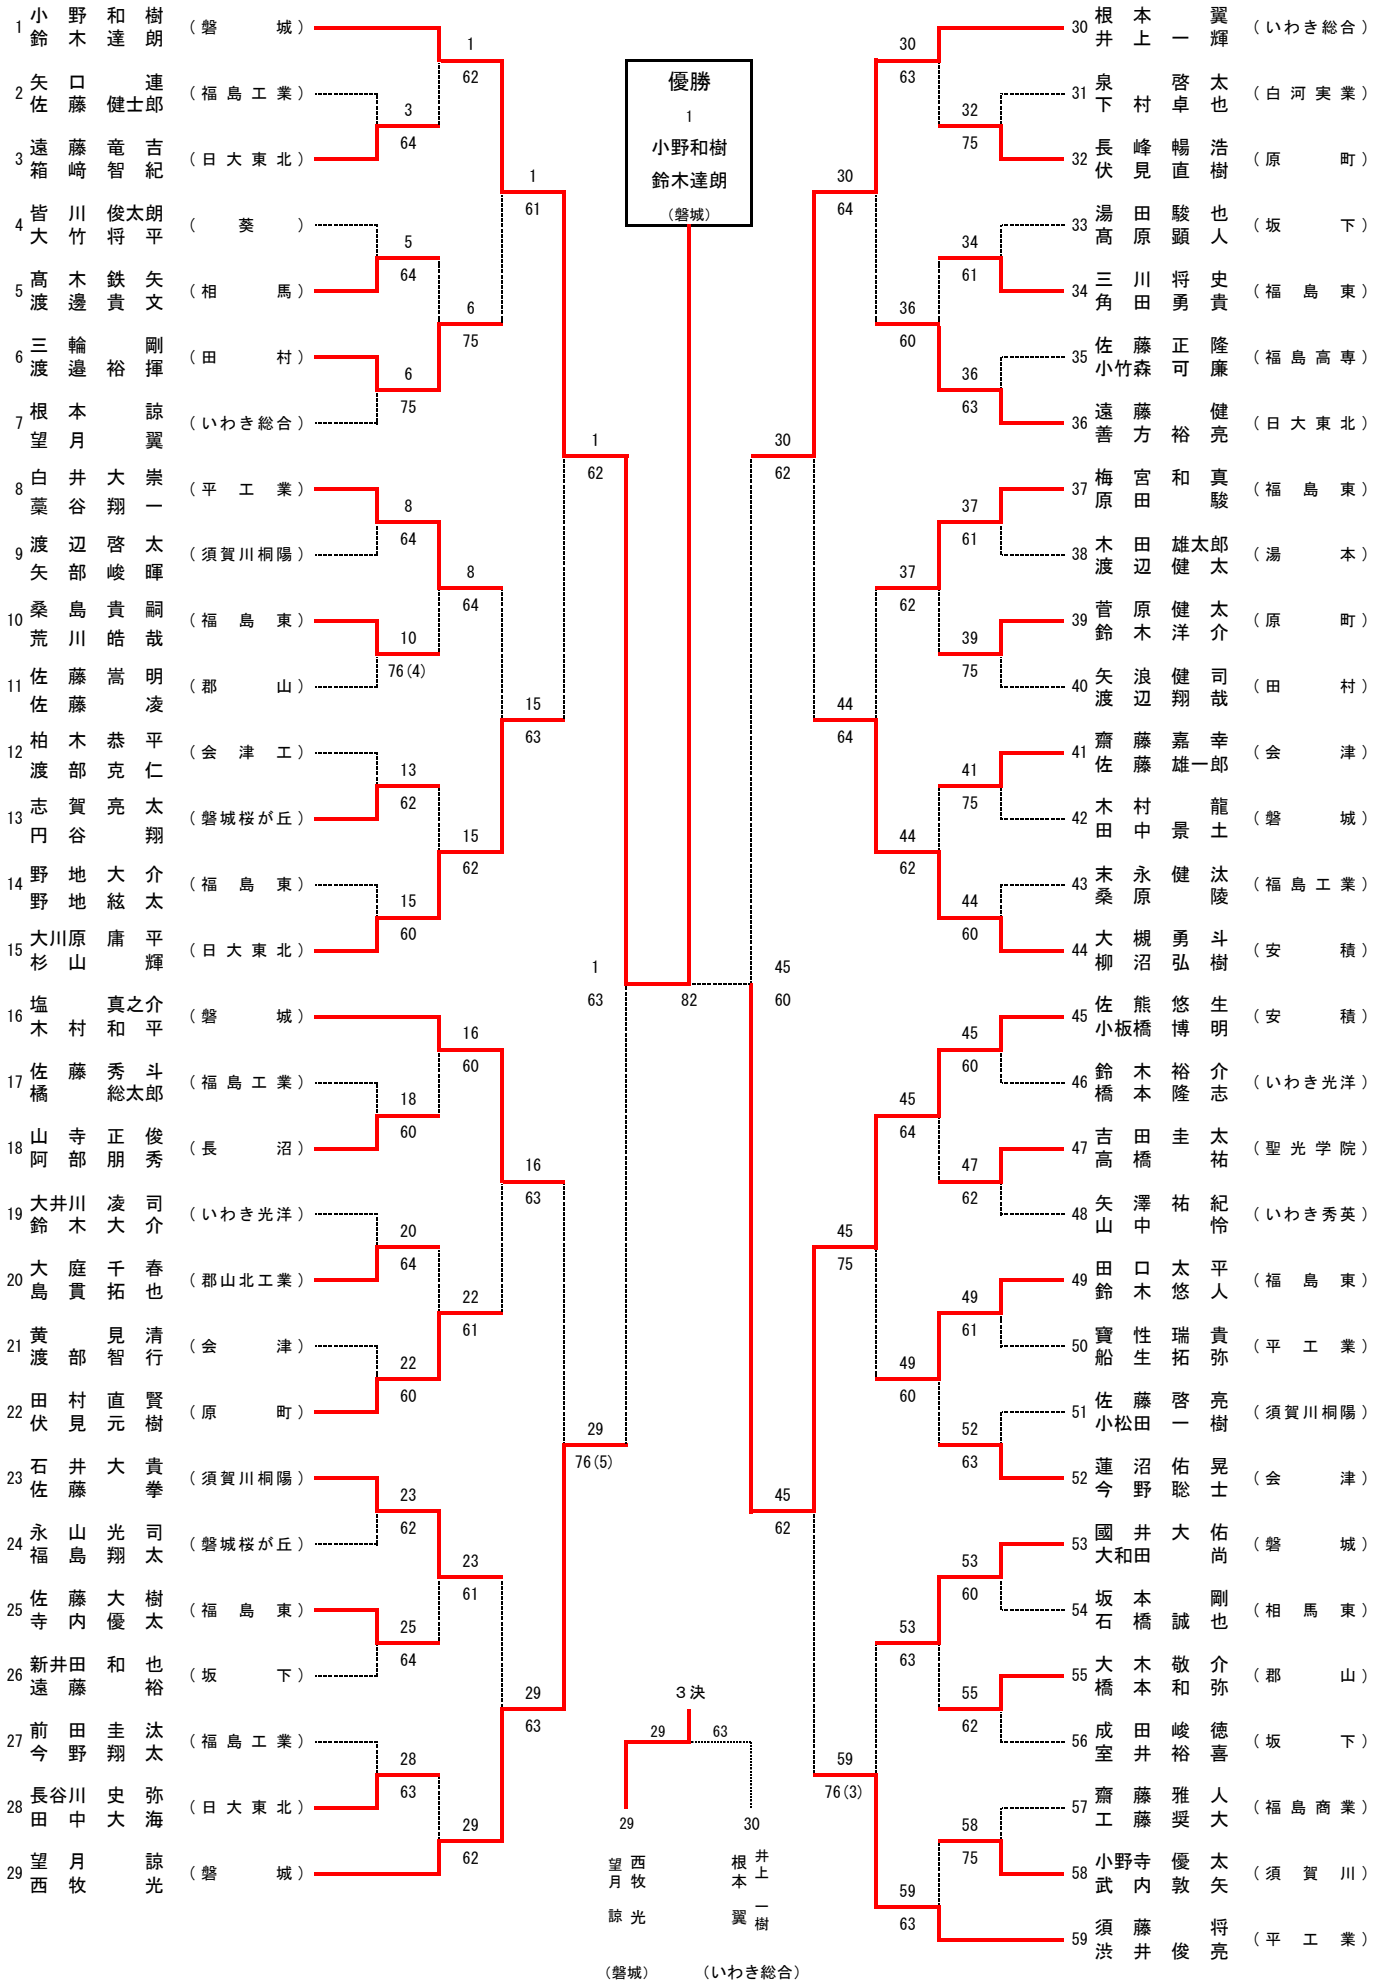 1 小野和樹 鈴木達朗 （磐城）
2 矢口連 佐藤健士郎 （福島工業）
3 遠藤竜吉 箱﨑智紀 （日大東北）
4 皆川俊太朗 大竹将平 （葵）
5 髙木鉄矢 渡邊貴文 （相馬）
6 三輪剛 渡邉裕揮 （田村）
7 根本諒 望月翼 （いわき総合）
8 白井大崇 藁谷翔一 （平工業）
9 渡辺啓太 矢部峻暉 （須賀川桐陽）
10 桑島貴嗣 荒川皓哉 （福島東）
11 佐藤嵩明 佐藤凌 （郡山）
12 柏木恭平 渡部克仁 （会津工）
13 志賀亮太 円谷翔 （磐城桜が丘）
14 野地大介 野地絃太 （福島東）
15 大川原庸平 杉山輝 （日大東北）
16 塩真之介 木村和平 （磐城）
17 佐藤秀斗 橘総太郎 （福島工業）
18 山寺正俊 阿部朋秀 （長沼）
19 大井川凌司 鈴木大介 （いわき光洋）
20 大庭千春 島貫拓也 （郡山北工業）
21 黄見清 渡部智行 （会津）
22 田村直賢 伏見元樹 （原町）
23 石井大貴 佐藤拳 （須賀川桐陽）
24 永山光司 福島翔太 （磐城桜が丘）
25 佐藤大樹 寺内優太 （福島東）
26 新井田和也 遠藤裕 （坂下）
27 前田圭汰 今野翔太 （福島工業）
28 長谷川史弥 田中大海 （日大東北）
29 望月諒 西牧光 （磐城）
3 64
5 64
6 75
8 64
10 76(4)
13 62
15 60
18 60
20 64
22 60
23 62
25 64
28 63
1 62
6 75
8 64
15 62
16 60
22 61
23 61
29 62
1 61
15 63
16 63
29 63
1 62
29 76(5)
1 63
優勝
1
小野和樹
鈴木達朗
（磐城）
82
45 60
30 62
45 62
30 64
44 64
45 75
59 76(3)
30 63
36 60
37 62
44 62
45 64
49 60
53 63
59 63
32 75
34 61
36 63
37 61
39 75
41 75
44 60
45 60
47 62
49 61
52 63
53 60
55 62
58 75
30 根本翼 井上一輝 （いわき総合）
31 泉啓太 下村卓也 （白河実業）
32 長峰暢浩 伏見直樹 （原町）
33 湯田駿也 髙原顕人 （坂下）
34 三川将史 角田勇貴 （福島東）
35 佐藤正隆 小竹森可廉 （福島高専）
36 遠藤健 善方裕亮 （日大東北）
37 梅宮和真 原田駿 （福島東）
38 木田雄太郎 渡辺健太 （湯本）
39 菅原健太 鈴木洋介 （原町）
40 矢浪健司 渡辺翔哉 （田村）
41 齋藤嘉幸 佐藤雄一郎 （会津）
42 木村龍 田中景土 （磐城）
43 末永健汰 桑原陵 （福島工業）
44 大槻勇斗 柳沼弘樹 （安積）
45 佐熊悠生 小板橋博明 （安積）
46 鈴木裕介 橋本隆志 （いわき光洋）
47 吉田圭太 高橋祐 （聖光学院）
48 矢澤祐紀 山中怜 （いわき秀英）
49 田口太平 鈴木悠人 （福島東）
50 寶性瑞貴 船生拓弥 （平工業）
51 佐藤啓亮 小松田一樹 （須賀川桐陽）
52 蓮沼佑晃 今野聡士 （会津）
53 國井大佑 大和田尚 （磐城）
54 坂本剛 石橋誠也 （相馬東）
55 大木敬介 橋本和弥 （郡山）
56 成田峻徳 室井裕喜 （坂下）
57 齋藤雅人 工藤奨大 （福島商業）
58 小野寺優太 武内敦矢 （須賀川）
59 須藤将 渋井俊亮 （平工業）
３決
29 63
29 30
望月諒 西牧光 根本翼 井上一樹
（磐城） （いわき総合）